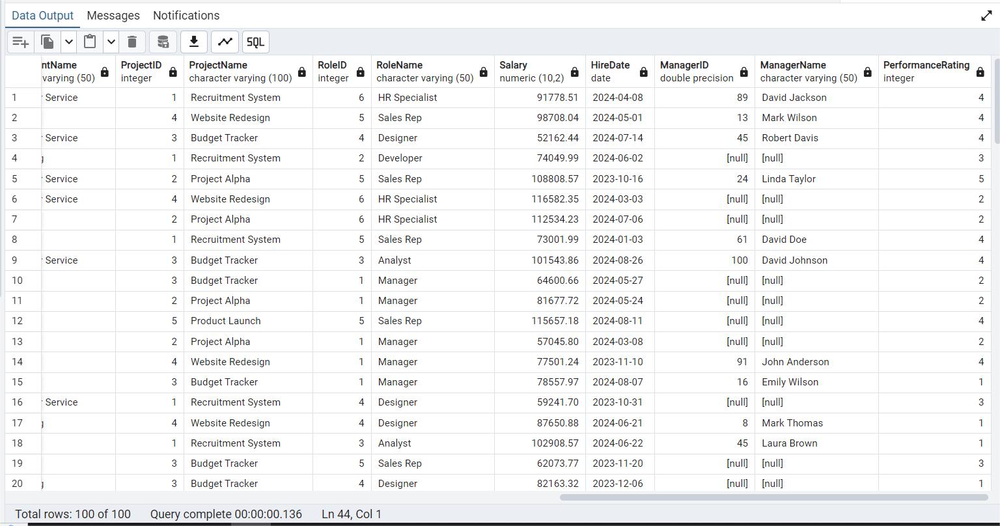 Data Output Messages Notifications
SQL
ntName ProjectID ProjectName RoleID RoleName Salary HireDate ManagerID ManagerName PerformanceRating
varying (50) integer character varying (100) integer character varying (50) numeric (10,2) date double precision character varying (50) integer
1 Service 1 Recruitment System 6 HR Specialist 91778.51 2024-04-08 89 David Jackson 4
2 4 Website Redesign 5 Sales Rep 98708.04 2024-05-01 13 Mark Wilson 4
3 Service 3 Budget Tracker 4 Designer 52162.44 2024-07-14 45 Robert Davis 4
4 1 Recruitment System 2 Developer 74049.99 2024-06-02 [null] [null] 3
5 Service 2 Project Alpha 5 Sales Rep 108808.57 2023-10-16 24 Linda Taylor 5
6 Service 4 Website Redesign 6 HR Specialist 116582.35 2024-03-03 [null] [null] 2
7 2 Project Alpha 6 HR Specialist 112534.23 2024-07-06 [null] [null] 2
8 1 Recruitment System 5 Sales Rep 73001.99 2024-01-03 61 David Doe 4
9 Service 3 Budget Tracker 3 Analyst 101543.86 2024-08-26 100 David Johnson 4
10 3 Budget Tracker 1 Manager 64600.66 2024-05-27 [null] [null] 2
11 2 Project Alpha 1 Manager 81677.72 2024-05-24 [null] [null] 2
12 5 Product Launch 5 Sales Rep 115657.18 2024-08-11 [null] [null] 4
13 2 Project Alpha 1 Manager 57045.80 2024-03-08 [null] [null] 2
14 4 Website Redesign 1 Manager 77501.24 2023-11-10 91 John Anderson 4
15 3 Budget Tracker 1 Manager 78557.97 2024-08-07 16 Emily Wilson 1
16 Service 1 Recruitment System 4 Designer 59241.70 2023-10-31 [null] [null] 3
17 4 Website Redesign 4 Designer 87650.88 2024-06-21 8 Mark Thomas 1
18 1 Recruitment System 3 Analyst 102908.57 2024-06-22 45 Laura Brown 1
19 3 Budget Tracker 5 Sales Rep 62073.77 2023-11-20 [null] [null] 3
20 3 Budget Tracker 4 Designer 82163.32 2023-12-06 [null] [null] 1
Total rows: 100 of 100 Query complete 00:00:00.136 Ln 44, Col 1